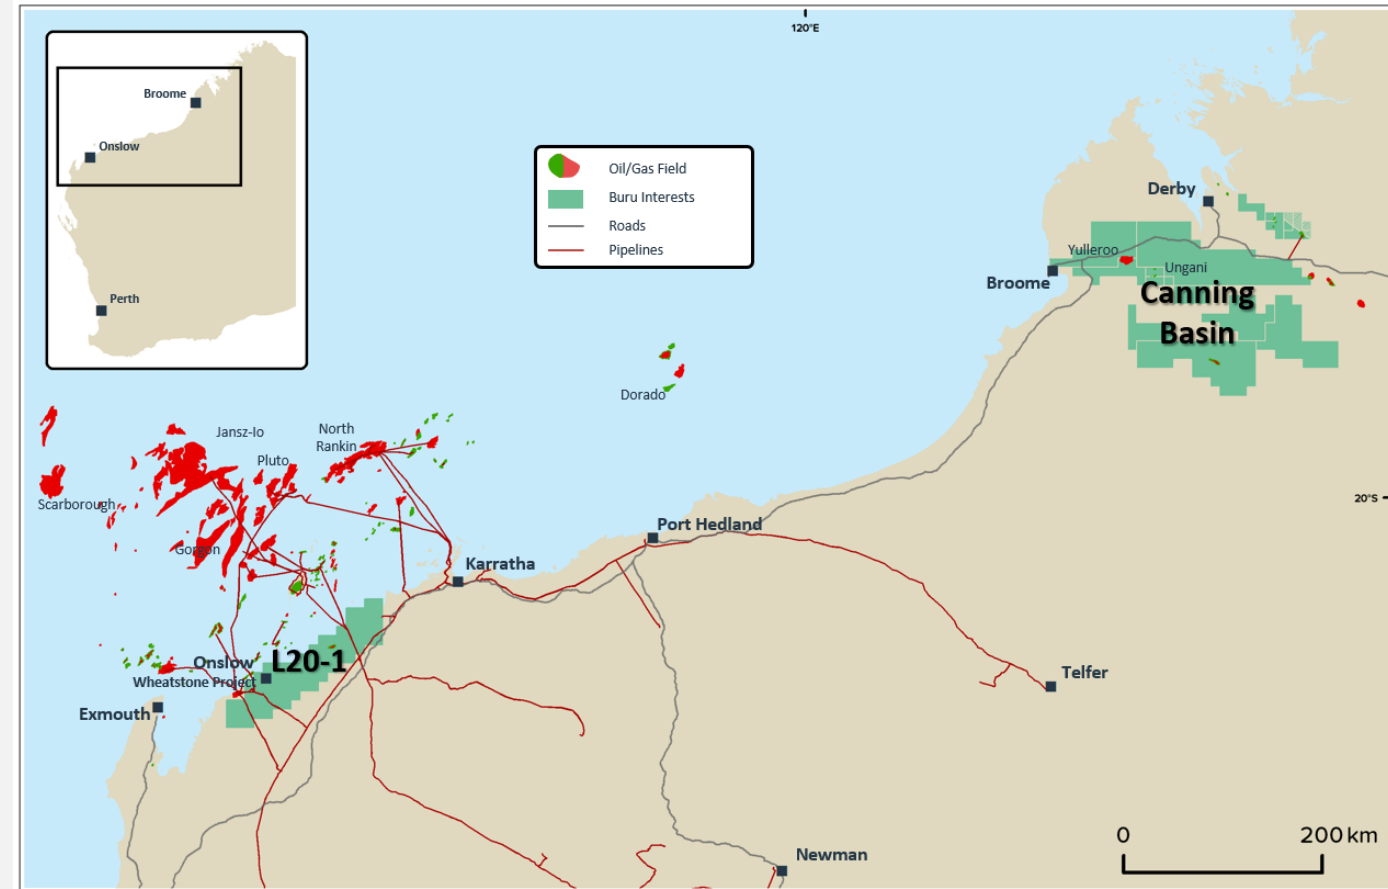 120°E
Broome
Onslow
Perth
Oil/Gas Field
Buru Interests
Roads
Pipelines
Derby
Yulleroo
Ungani
Broome
Canning
Basin
Dorado
Jansz-Io
North
Rankin
Pluto
Scarborough
20°S
Gorgon
Port Hedland
Karratha
Onslow
L20-1
Wheatstone Project
Telfer
Exmouth
0
200 km
Newman